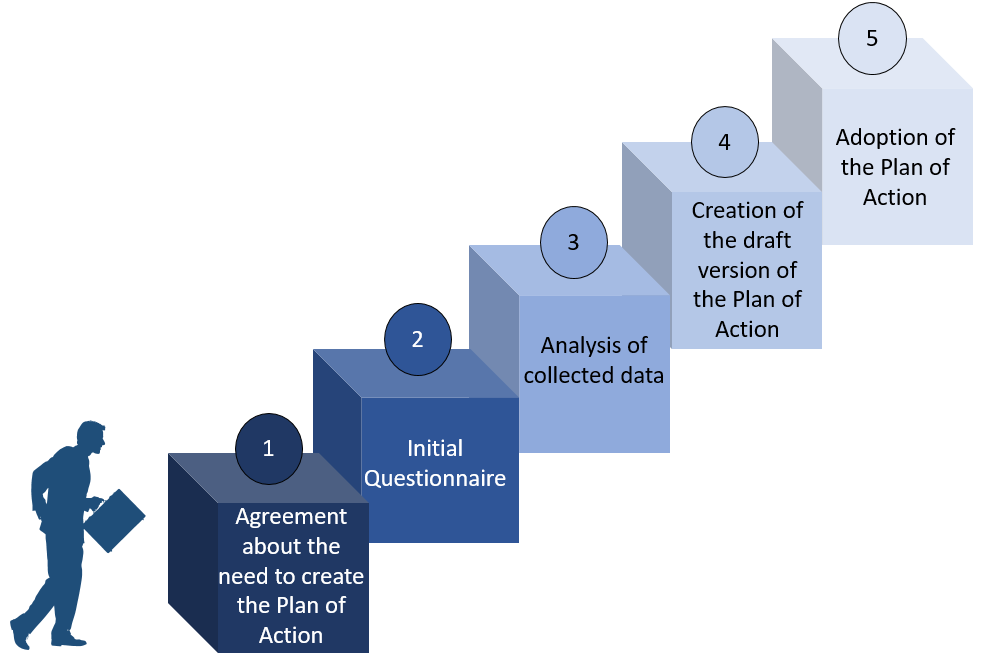 1
Agreement
about the
need to create
the Plan of
Action
2
Initial
Questionnaire
3
Analysis of
collected data
4
Creation of
the draft
version of
the Plan of
Action
5
Adoption of
the Plan of
Action